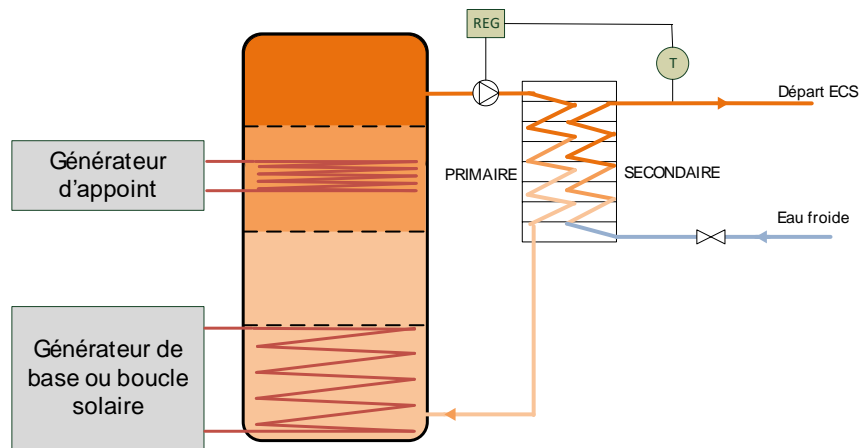 REG
T
Départ ECS
Générateur
d'appoint
PRIMAIRE
SECONDAIRE
Eau froide
Générateur de
base ou boucle
solaire